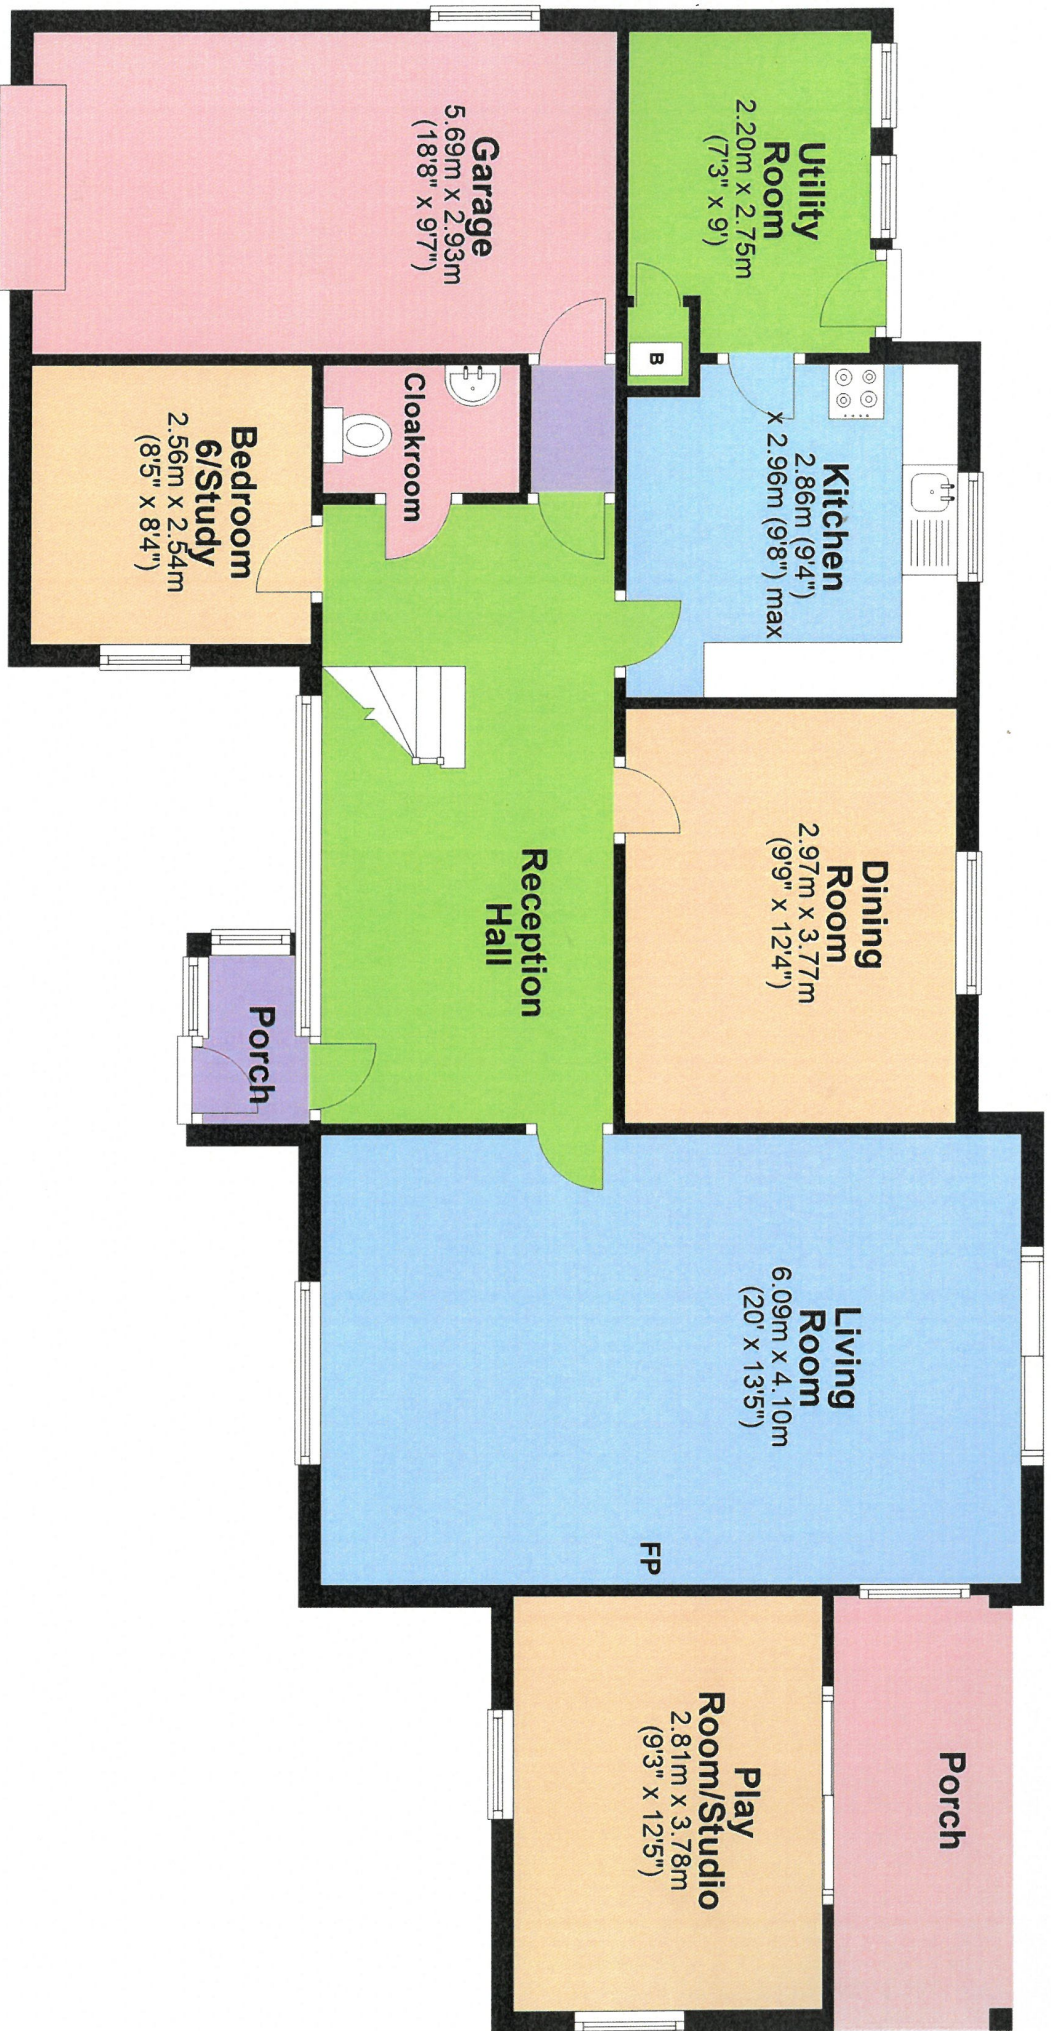 Utility
Room
2.20m x 2.75m
(7'3" x 9')
B
Kitchen
2.86m (9'4")
x 2.96m (9'8") max
Dining
Room
2.97m x 3.77m
(9'9" x 12'4")
Living
Room
6.09m x 4.10m
(20' x 13'5")
FP
Porch
Play
Room/Studio
2.81m x 3.78m
(9'3" x 12'5")
Garage
5.69m x 2.93m
(18'8" x 9'7")
Cloakroom
Reception
Hall
Bedroom
6/Study
2.56m x 2.54m
(8'5" x 8'4")
Porch